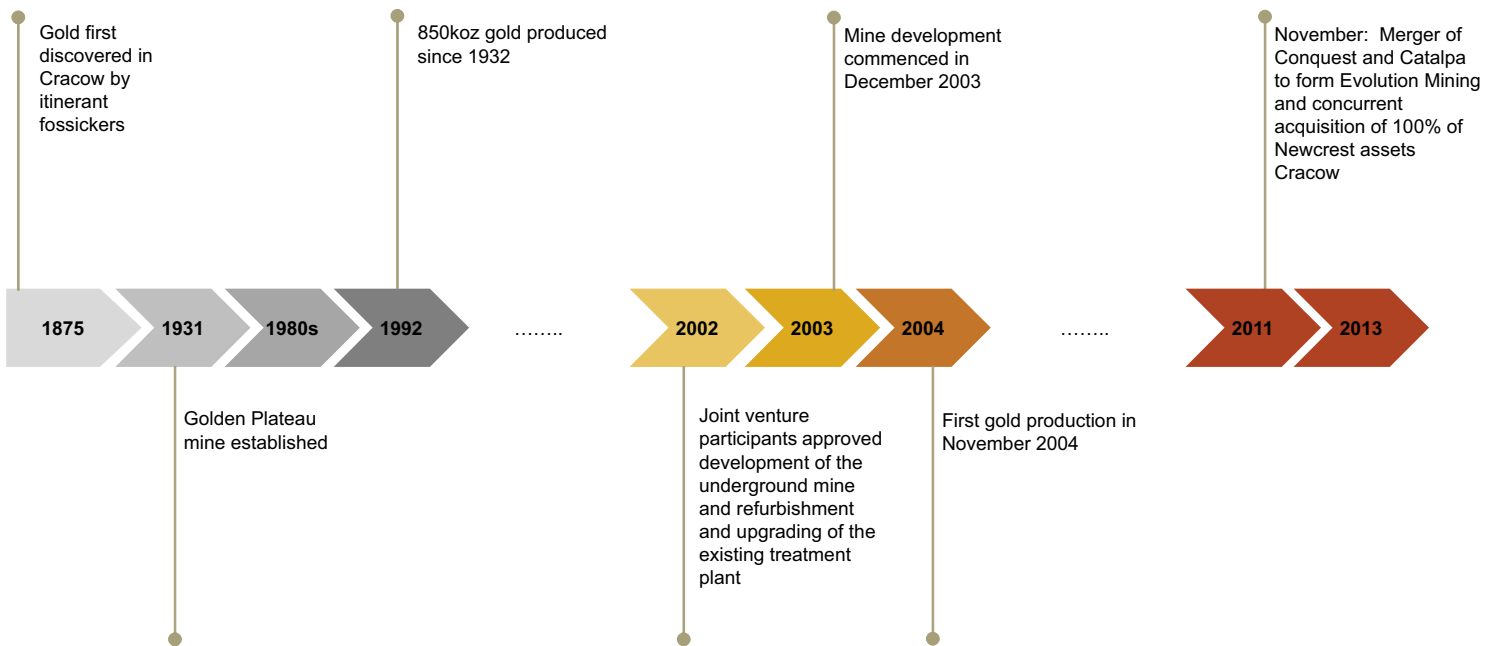 Gold first
discovered in
Cracow by
itinerant
fossickers
850koz gold produced
since 1932
Mine development
commenced in
December 2003
November:  Merger of
Conquest and Catalpa
to form Evolution Mining
and concurrent
acquisition of 100% of
Newcrest assets
Cracow
1875
1931
1980s
1992
........
2002
2003
2004
........
2011
2013
Golden Plateau
mine established
Joint venture
participants approved
development of the
underground mine
and refurbishment
and upgrading of the
existing treatment
plant
First gold production in
November 2004